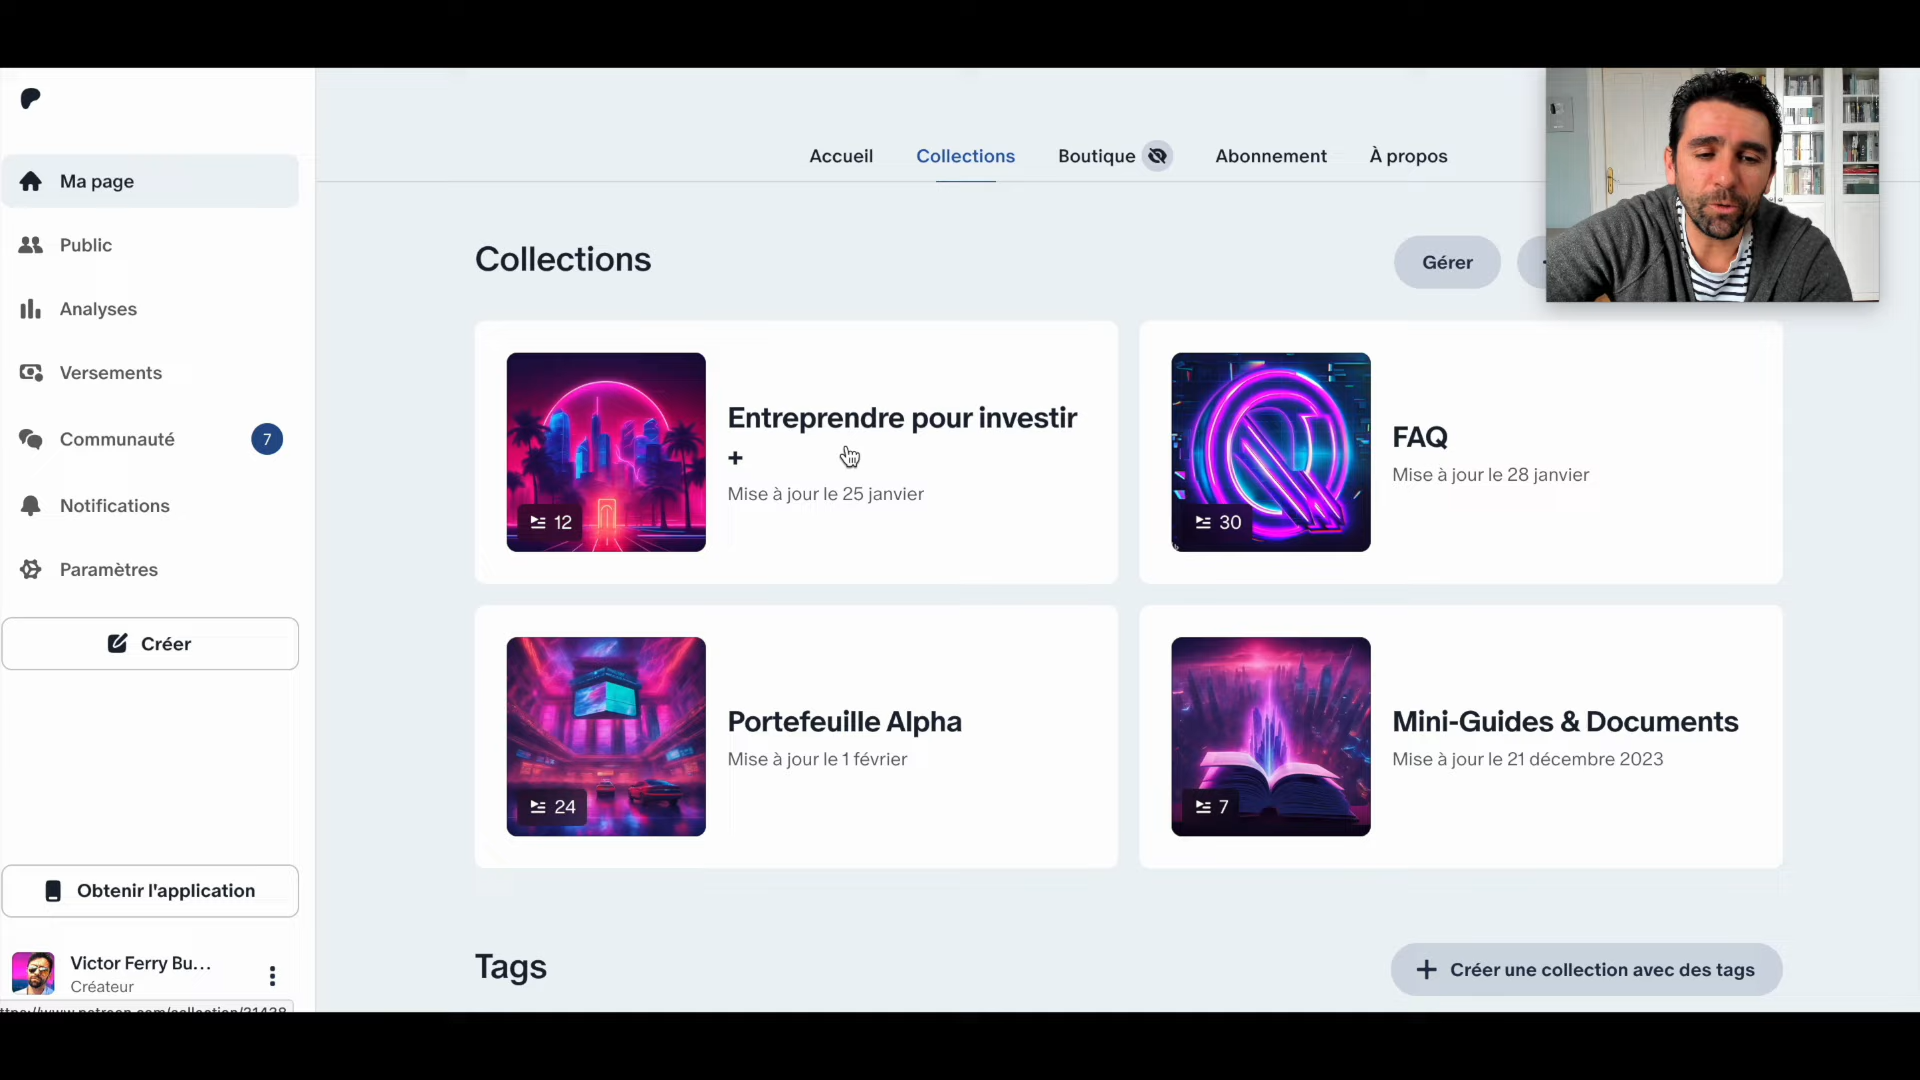 Accueil
Collections
Boutique
Abonnement
À propos
Ma page
Public
Analyses
Versements
Communauté
7
Notifications
Paramètres
Créer
Obtenir l'application
Victor Ferry Bu...
Créateur
Collections
Gérer
Entreprendre pour investir
+
Mise à jour le 25 janvier
12
FAQ
Mise à jour le 28 janvier
30
Portefeuille Alpha
Mise à jour le 1 février
24
Mini-Guides & Documents
Mise à jour le 21 décembre 2023
7
Tags
+ Créer une collection avec des tags